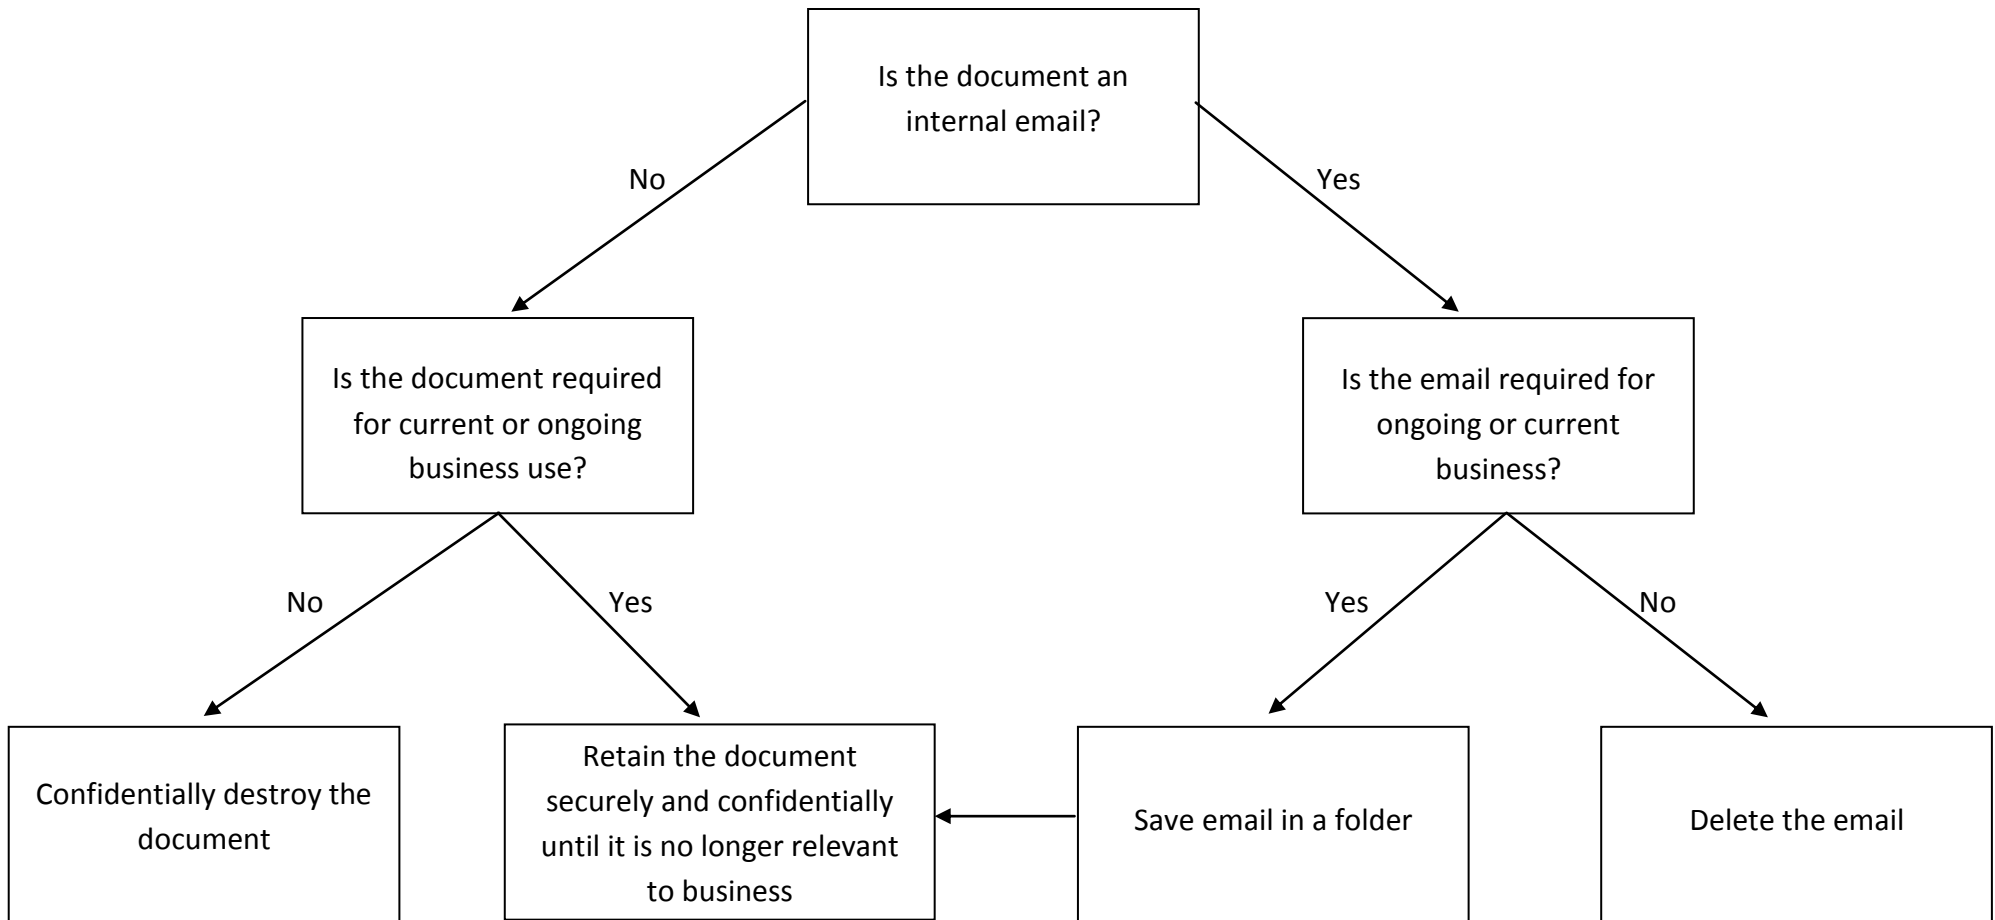 Is the document an
internal email?
No
Yes
Is the document required
for current or ongoing
business use?
Is the email required for
ongoing or current
business?
No
Yes
Yes
No
Confidentially destroy the
document
Retain the document
securely and confidentially
until it is no longer relevant
to business
Save email in a folder
Delete the email